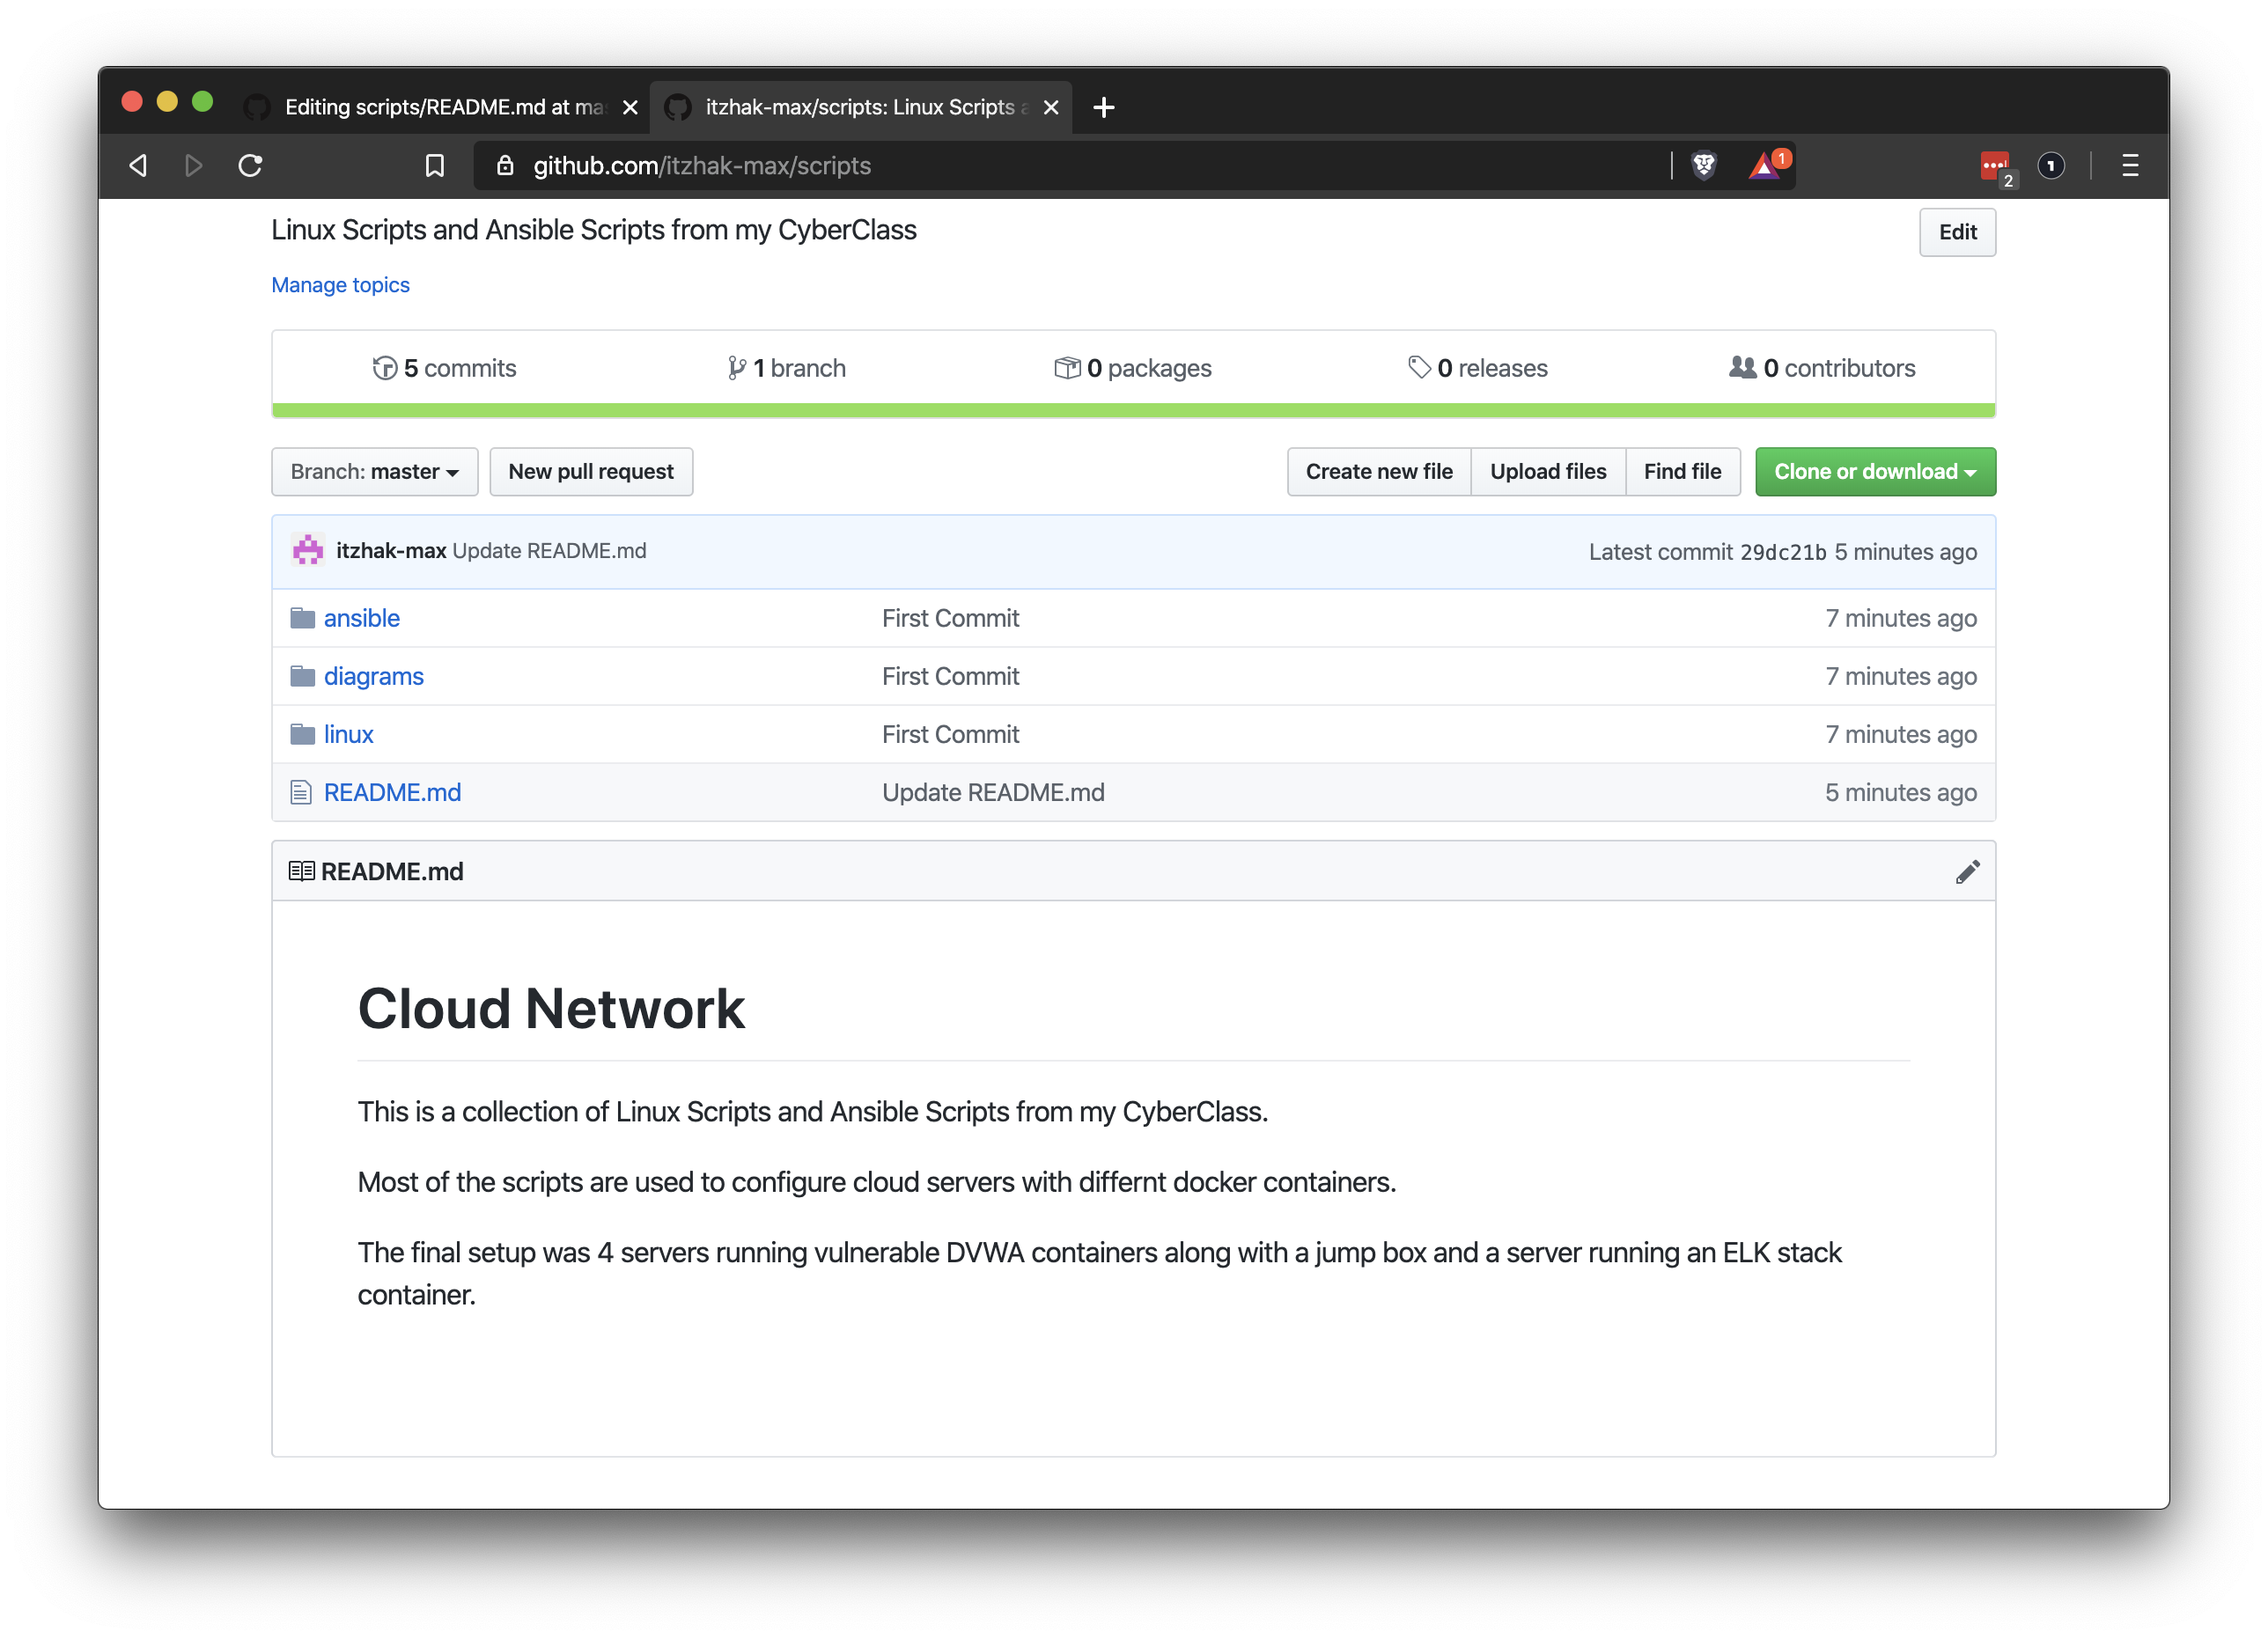 Editing scripts/README.md at ma
itzhak-max/scripts: Linux Scripts a
github.com/itzhak-max/scripts
1
2
1
Linux Scripts and Ansible Scripts from my CyberClass
Edit
Manage topics
5 commits
1 branch
0 packages
0 releases
0 contributors
Branch: master
New pull request
Create new file
Upload files
Find file
Clone or download
itzhak-max Update README.md
Latest commit 29dc21b 5 minutes ago
ansible First Commit 7 minutes ago
diagrams First Commit 7 minutes ago
linux First Commit 7 minutes ago
README.md Update README.md 5 minutes ago
README.md
Cloud Network
This is a collection of Linux Scripts and Ansible Scripts from my CyberClass.
Most of the scripts are used to configure cloud servers with differnt docker containers.
The final setup was 4 servers running vulnerable DVWA containers along with a jump box and a server running an ELK stack
container.